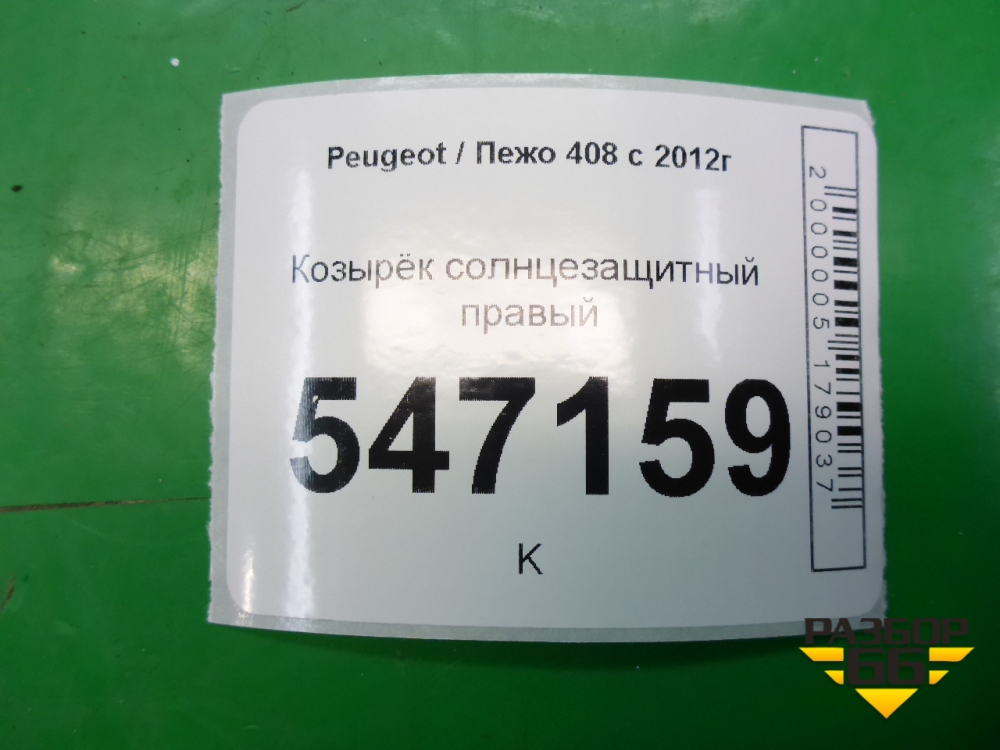 Peugeot / Пежо 408 с 2012г
Козырёк солнцезащитный
правый
547159
К
2000005179037
РАЗБОР
66